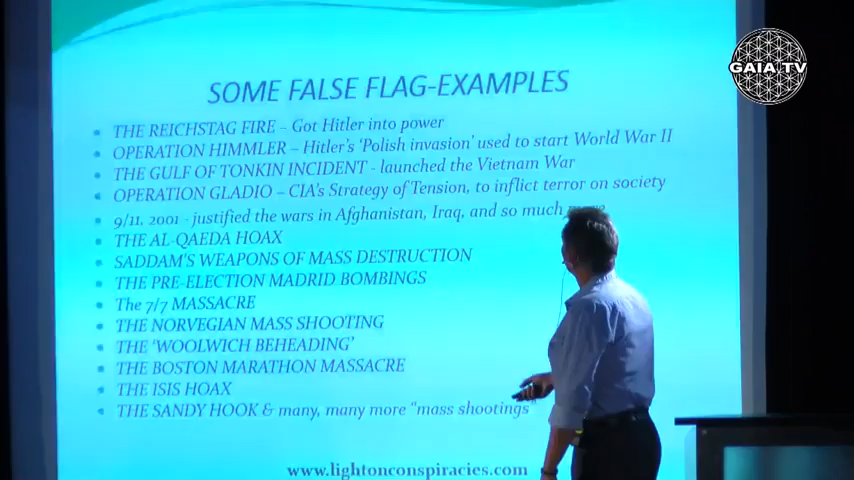 GAIA TV
SOME FALSE FLAG-EXAMPLES
THE REICHSTAG FIRE – Got Hitler into power
OPERATION HIMMLER – Hitler's 'Polish invasion' used to start World War II
THE GULF OF TONKIN INCIDENT - launched the Vietnam War
OPERATION GLADIO – CIA's Strategy of Tension, to inflict terror on society
9/11, 2001 - justified the wars in Afghanistan, Iraq, and so much
THE AL-QAEDA HOAX
SADDAM'S WEAPONS OF MASS DESTRUCTION
THE PRE-ELECTION MADRID BOMBINGS
The 7/7 MASSACRE
THE NORVEGIAN MASS SHOOTING
THE 'WOOLWICH BEHEADING'
THE BOSTON MARATHON MASSACRE
THE ISIS HOAX
THE SANDY HOOK & many, many more "mass shootings"
www.lightonconspiracies.com